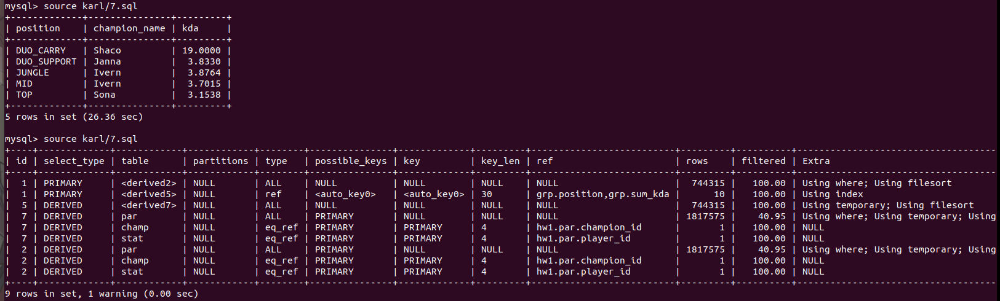 mysql> source karl/7.sql
+-------------+---------------+---------+
| position    | champion_name | kda     |
+-------------+---------------+---------+
| DUO_CARRY   | Shaco         | 19.0000 |
| DUO_SUPPORT | Janna         |  3.8330 |
| JUNGLE      | Ivern         |  3.8764 |
| MID         | Ivern         |  3.7015 |
| TOP         | Sona          |  3.1538 |
+-------------+---------------+---------+
5 rows in set (26.36 sec)
mysql> source karl/7.sql
+----+-------------+------------+------------+--------+---------------+-------------+---------+--------------------------+---------+----------+------------------------------------
| id | select_type | table      | partitions | type   | possible_keys | key         | key_len | ref                      | rows    | filtered | Extra
+----+-------------+------------+------------+--------+---------------+-------------+---------+--------------------------+---------+----------+------------------------------------
|  1 | PRIMARY     | <derived2> | NULL       | ALL    | NULL          | NULL        | NULL    | NULL                     |  744315 |   100.00 | Using where; Using filesort
|  1 | PRIMARY     | <derived5> | NULL       | ref    | <auto_key0>   | <auto_key0> | 30      | grp.position,grp.sum_kda |      10 |   100.00 | Using index
|  5 | DERIVED     | <derived7> | NULL       | ALL    | NULL          | NULL        | NULL    | NULL                     |  744315 |   100.00 | Using temporary; Using filesort
|  7 | DERIVED     | par        | NULL       | ALL    | PRIMARY       | NULL        | NULL    | NULL                     | 1817575 |    40.95 | Using where; Using temporary; Using
|  7 | DERIVED     | champ      | NULL       | eq_ref | PRIMARY       | PRIMARY     | 4       | hw1.par.champion_id      |       1 |   100.00 | NULL
|  7 | DERIVED     | stat       | NULL       | eq_ref | PRIMARY       | PRIMARY     | 4       | hw1.par.player_id        |       1 |   100.00 | NULL
|  2 | DERIVED     | par        | NULL       | ALL    | PRIMARY       | NULL        | NULL    | NULL                     | 1817575 |    40.95 | Using where; Using temporary; Using
|  2 | DERIVED     | champ      | NULL       | eq_ref | PRIMARY       | PRIMARY     | 4       | hw1.par.champion_id      |       1 |   100.00 | NULL
|  2 | DERIVED     | stat       | NULL       | eq_ref | PRIMARY       | PRIMARY     | 4       | hw1.par.player_id        |       1 |   100.00 | NULL
+----+-------------+------------+------------+--------+---------------+-------------+---------+--------------------------+---------+----------+------------------------------------
9 rows in set, 1 warning (0.00 sec)